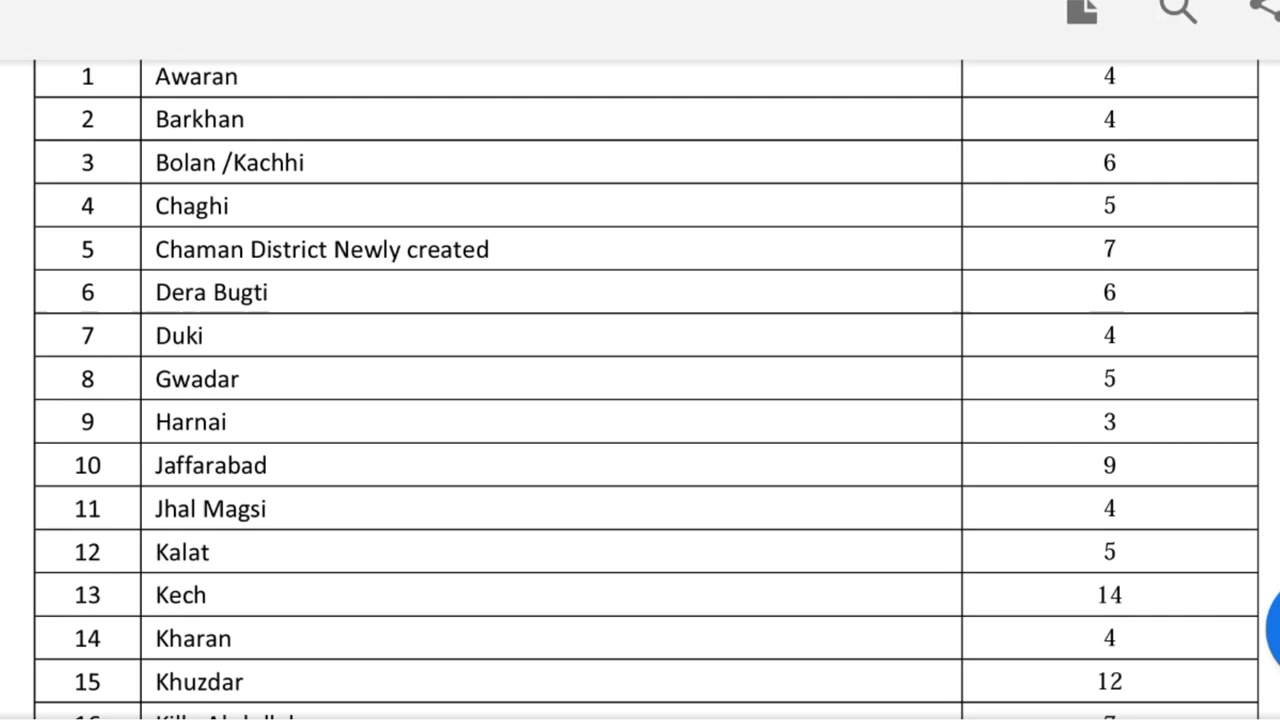 1 Awaran 4
2 Barkhan 4
3 Bolan /Kachhi 6
4 Chaghi 5
5 Chaman District Newly created 7
6 Dera Bugti 6
7 Duki 4
8 Gwadar 5
9 Harnai 3
10 Jaffarabad 9
11 Jhal Magsi 4
12 Kalat 5
13 Kech 14
14 Kharan 4
15 Khuzdar 12